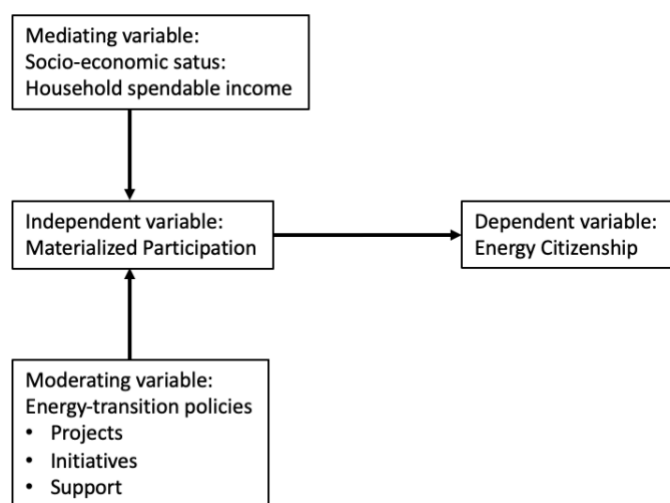 Mediating variable:
Socio-economic satus:
Household spendable income
Independent variable:
Materialized Participation
Dependent variable:
Energy Citizenship
Moderating variable:
Energy-transition policies
• Projects
• Initiatives
• Support